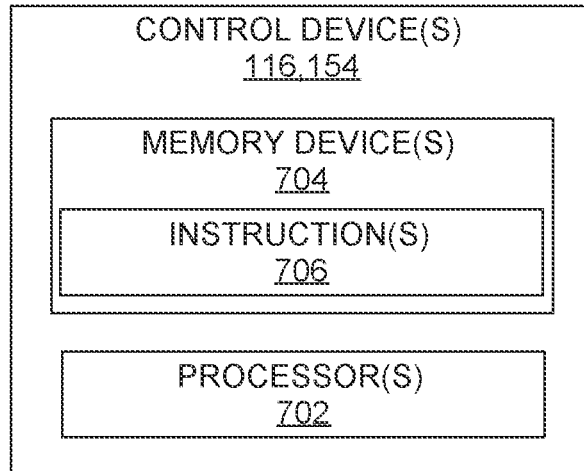 CONTROL DEVICE(S)
116,154
MEMORY DEVICE(S)
704
INSTRUCTION(S)
706
PROCESSOR(S)
702